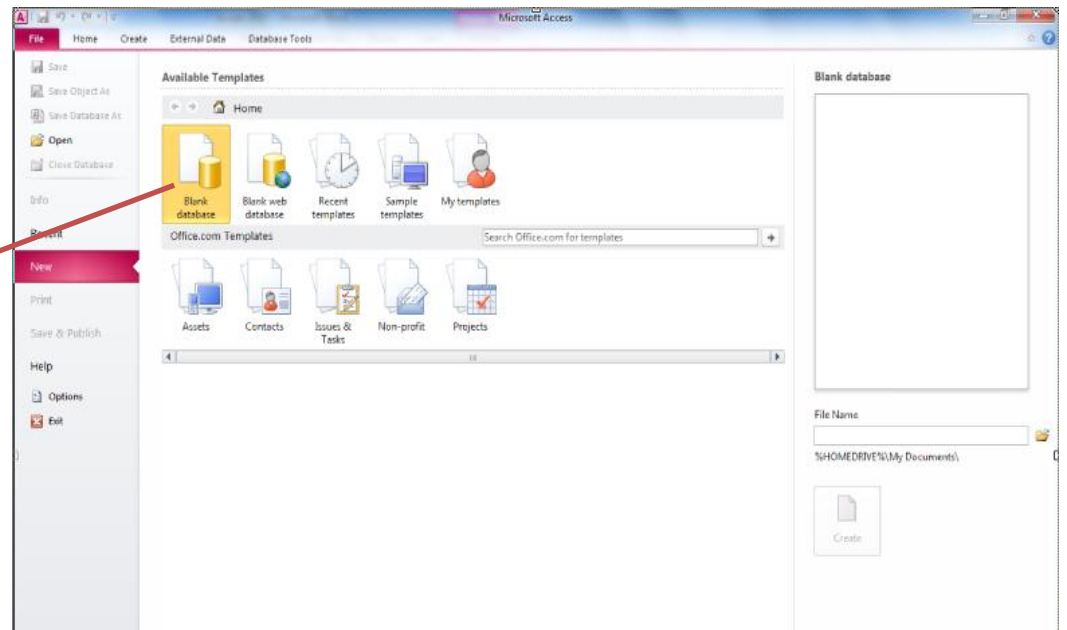 Microsoft Access
File Home Create External Data Database Tools
Save
Save Object As
Save Database As
Open
Close Database
Info
Recent
New
Print
Save & Publish
Help
Options
Exit
Available Templates
Home
Blank database
Blank web database
Recent templates
Sample templates
My templates
Office.com Templates
Search Office.com for templates
Assets
Contacts
Issues & Tasks
Non-profit
Projects
Blank database
File Name
%HOMEDRIVE%\My Documents\
Create